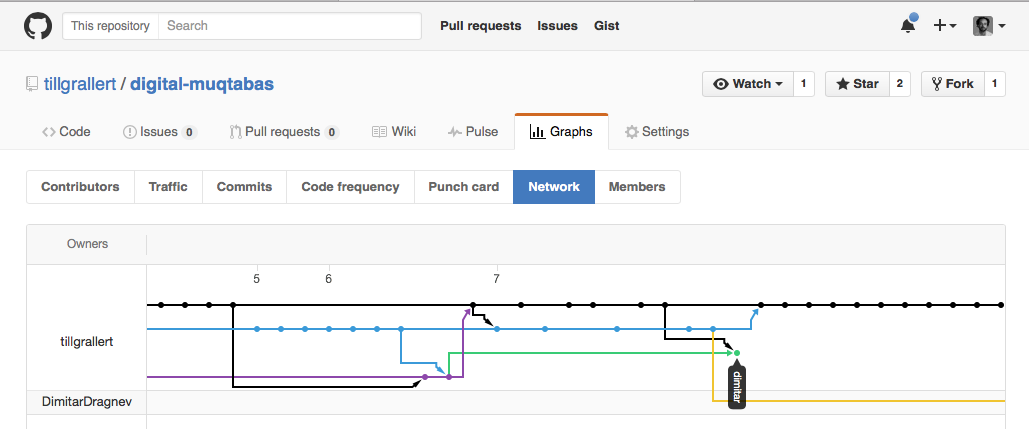 This repository Search Pull requests Issues Gist
tillgrallert / digital-muqtabas Watch 1 Star 2 Fork 1
Code Issues 0 Pull requests 0 Wiki Pulse Graphs Settings
Contributors Traffic Commits Code frequency Punch card Network Members
Owners
5 6 7
tillgrallert
dimitar
DimitarDragnev